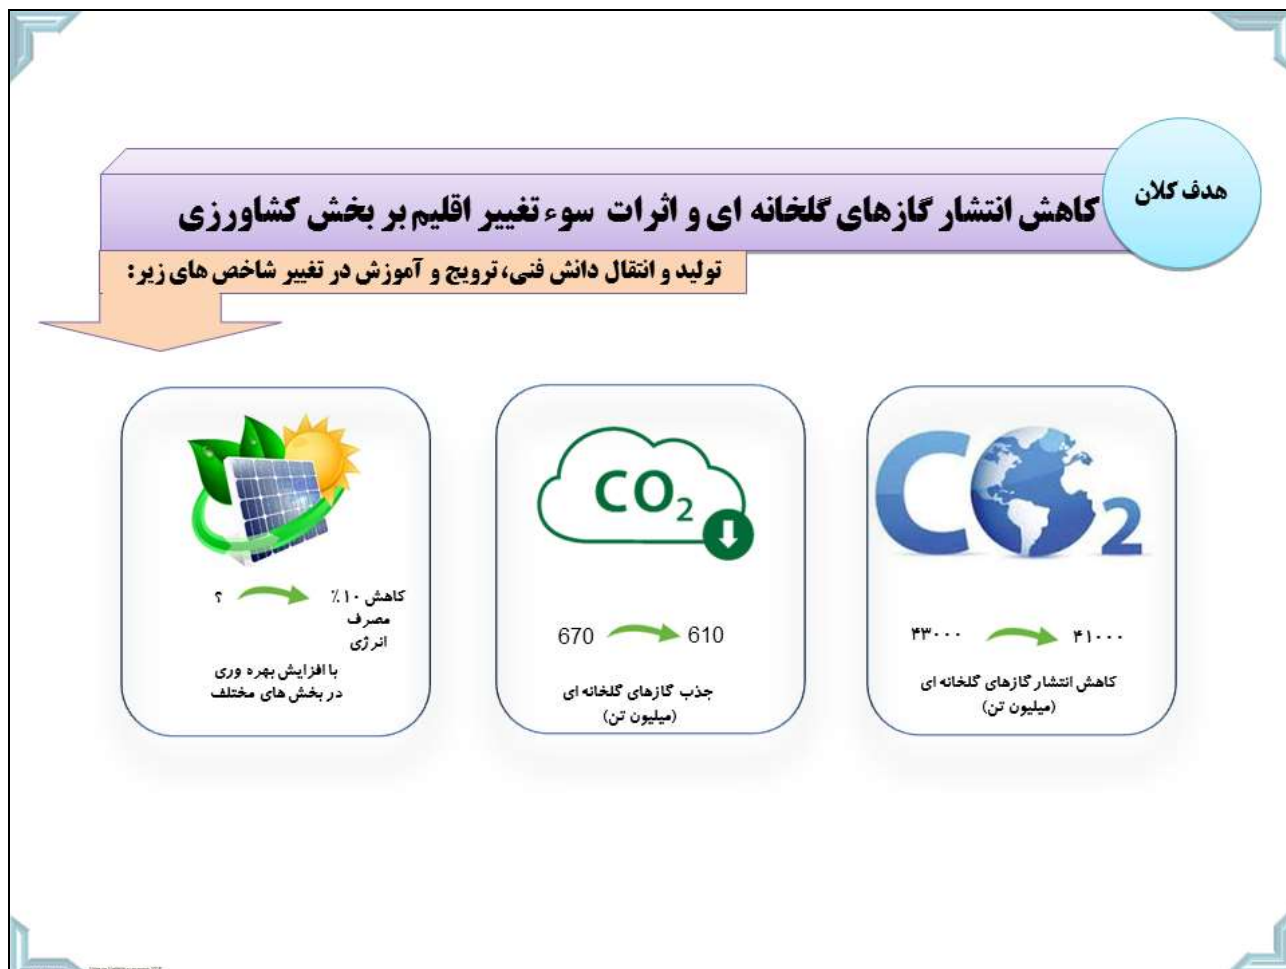 هدف کلان
کاهش انتشار گازهای گلخانه ای و اثرات سوء تغییر اقلیم بر بخش کشاورزی
تولید و انتقال دانش فنی، ترویج و آموزش در تغییر شاخص های زیر:
CO2
۴۳۰۰۰ ۴۱۰۰۰
کاهش انتشار گازهای گلخانه ای
(میلیون تن)
CO2
670 610
جذب گازهای گلخانه ای
(میلیون تن)
؟ کاهش ۱۰٪
مصرف
انرژی
با افزایش بهره وری
در بخش های مختلف